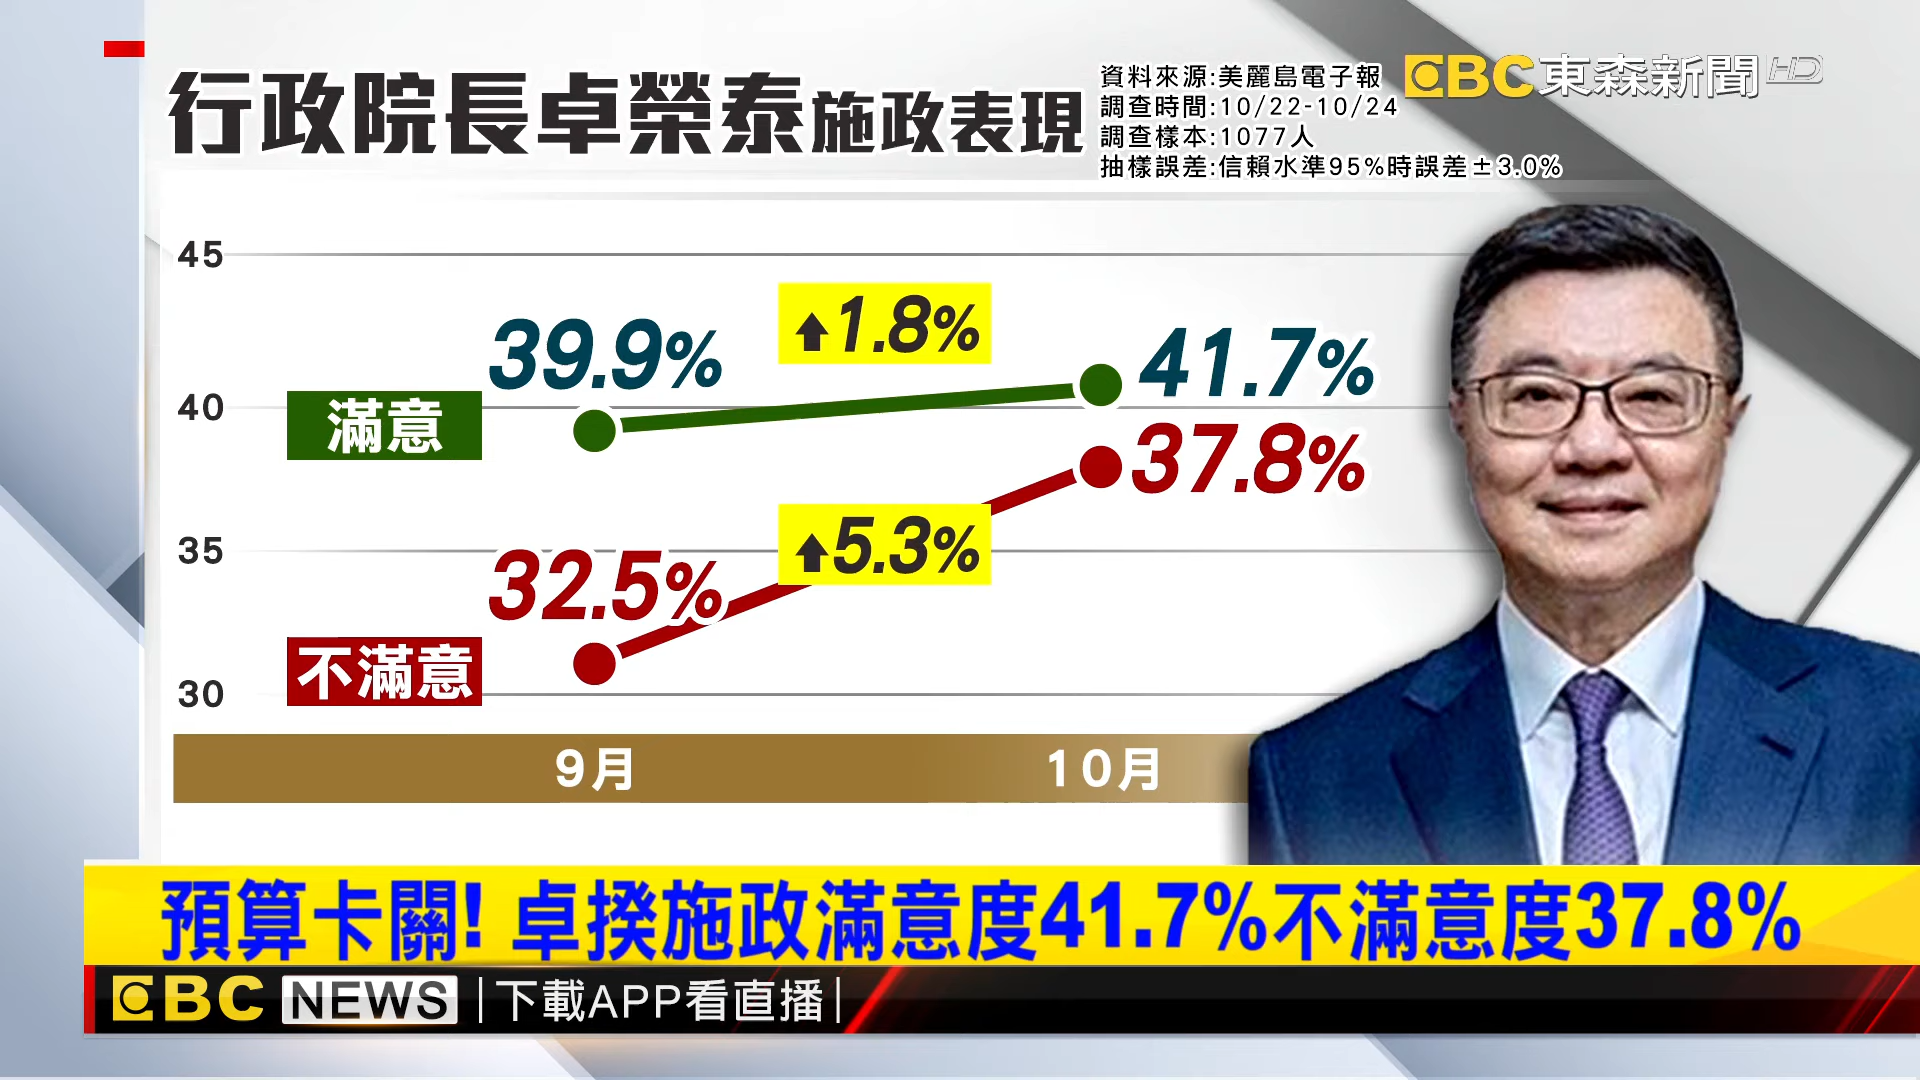 行政院長卓榮泰施政表現
資料來源:美麗島電子報
調查時間:10/22-10/24
調查樣本:1077人
抽樣誤差:信賴水準95%時誤差±3.0%
EBC東森新聞HD
45
39.9%
1.8%
41.7%
40
滿意
37.8%
35
5.3%
32.5%
不滿意
30
9月
10月
預算卡關! 卓揆施政滿意度41.7%不滿意度37.8%
EBC NEWS |下載APP看直播|